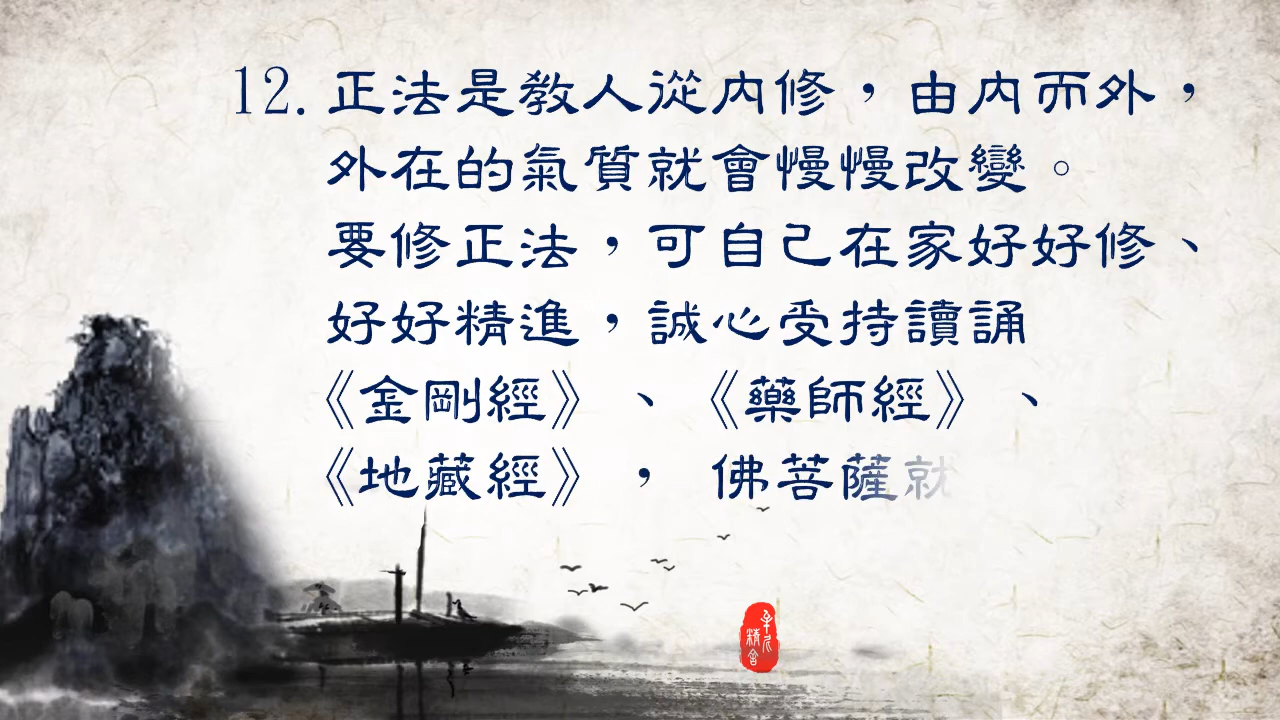 12. 正法是教人從內修，由內而外，
外在的氣質就會慢慢改變。
要修正法，可自己在家好好修、
好好精進，誠心受持讀誦
《金剛經》、《藥師經》、
《地藏經》， 佛菩薩就
精舍